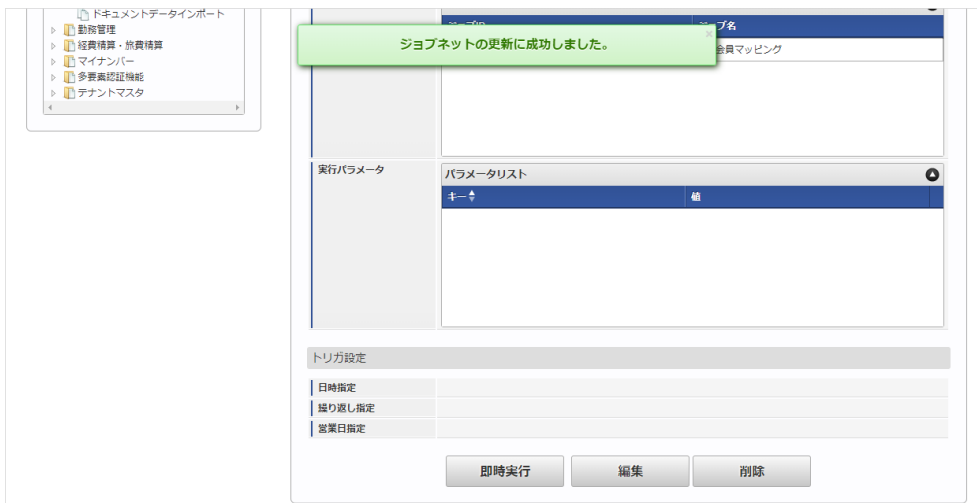 ドキュメントデータインポート
勤務管理
経費精算・旅費精算
マイナンバー
多要素認証機能
テナントマスタ
ジョブネットの更新に成功しました。
×
ジョブID
ジョブ名
会員マッピング
実行パラメータ
パラメータリスト
キー
値
トリガ設定
日時指定
繰り返し指定
営業日指定
即時実行
編集
削除